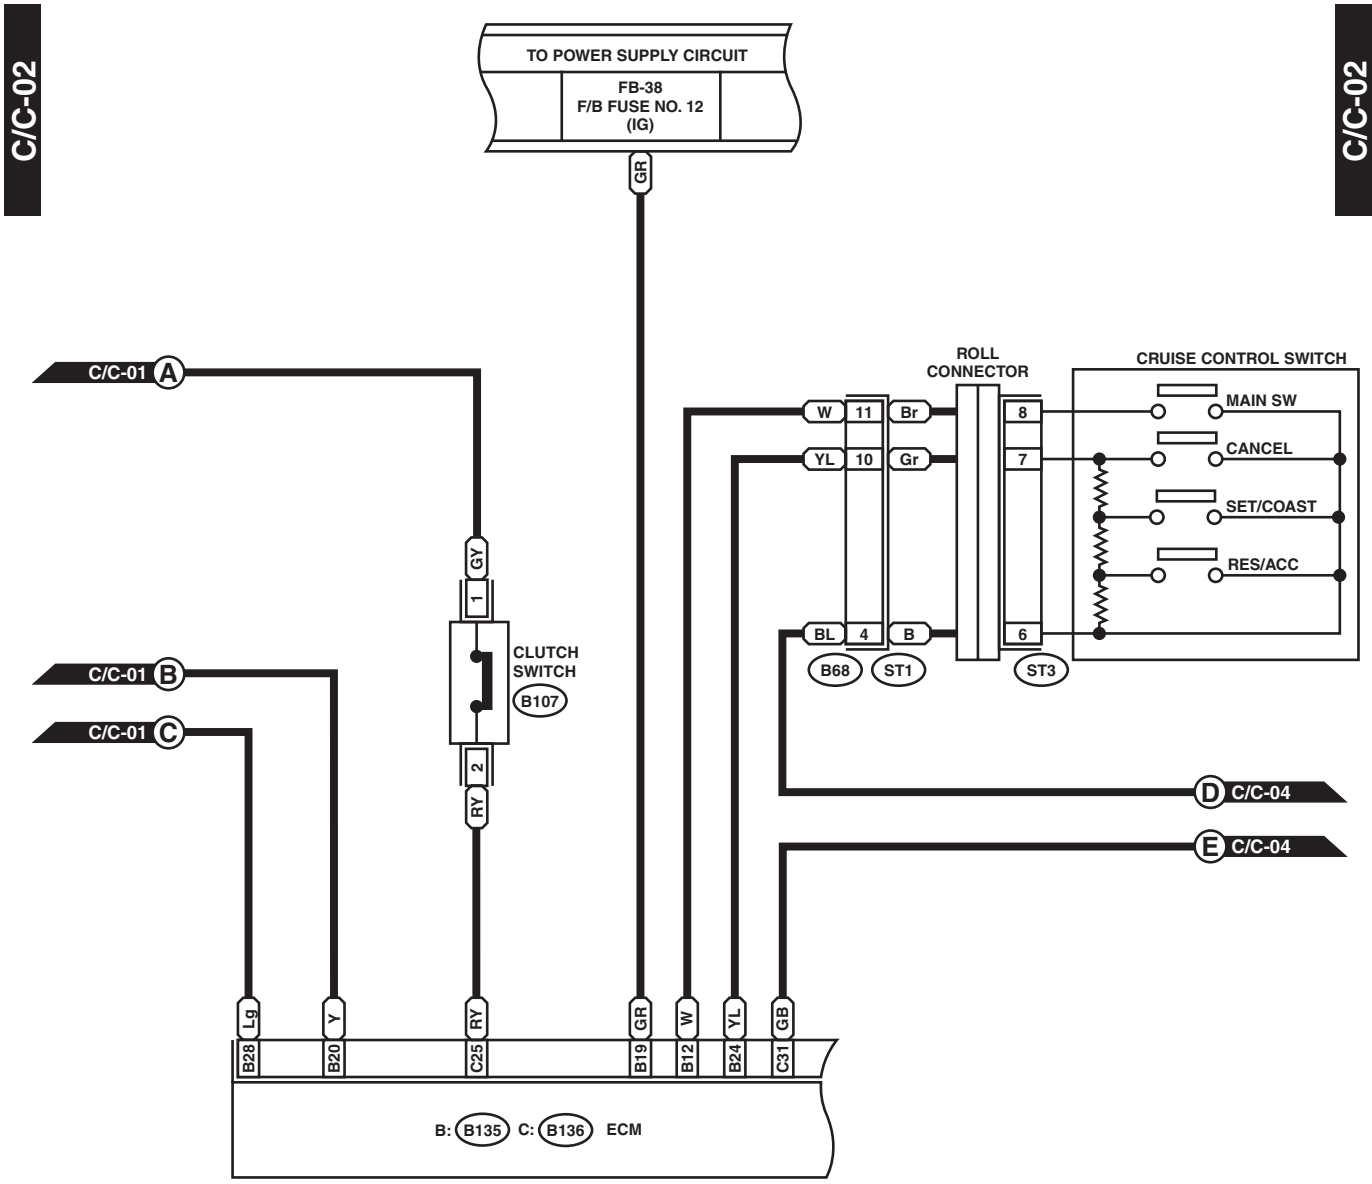 C/C-02
C/C-02
TO POWER SUPPLY CIRCUIT
FB-38
F/B FUSE NO. 12
(IG)
GR
C/C-01 A
ROLL
CONNECTOR
CRUISE CONTROL SWITCH
W 11 Br 8 MAIN SW
YL 10 Gr 7 CANCEL
SET/COAST
RES/ACC
BL 4 B 6
B68 ST1 ST3
GY
1
CLUTCH
SWITCH
B107
2
RY
C/C-01 B
C/C-01 C
D C/C-04
E C/C-04
Lg Y RY GR W YL GB
B28 B20 C25 B19 B12 B24 C31
B: B135 C: B136 ECM